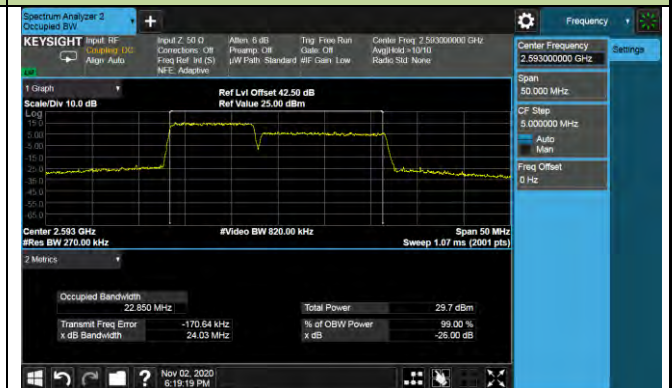 Spectrum Analyzer 2
Occupied BW
Frequency
KEYSIGHT
Input: RF
Coupling: DC
Align: Auto
Input Z: 50 Ω
Corrections: Off
Freq Ref: Int (S)
NFE: Adaptive
Atten: 6 dB
Preamp: Off
µW Path: Standard
Trig: Free Run
Gate: Off
#IF Gain: Low
Center Freq: 2.593000000 GHz
Avg|Hold:>10/10
Radio Std: None
Center Frequency
2.593000000 GHz
Settings
Span
50.000 MHz
CF Step
5.000000 MHz
Auto
Man
Freq Offset
0 Hz
1 Graph
Scale/Div 10.0 dB
Ref Lvl Offset 42.50 dB
Ref Value 25.00 dBm
Log
15.0
5.00
-5.00
-15.0
-25.0
-35.0
-45.0
-55.0
-65.0
Center 2.593 GHz
#Video BW 820.00 kHz
Span 50 MHz
#Res BW 270.00 kHz
Sweep 1.07 ms (2001 pts)
2 Metrics
Occupied Bandwidth
22.850 MHz
Total Power
29.7 dBm
Transmit Freq Error
-170.64 kHz
% of OBW Power
99.00 %
x dB Bandwidth
24.03 MHz
x dB
-26.00 dB
?
Nov 02, 2020
6:19:19 PM